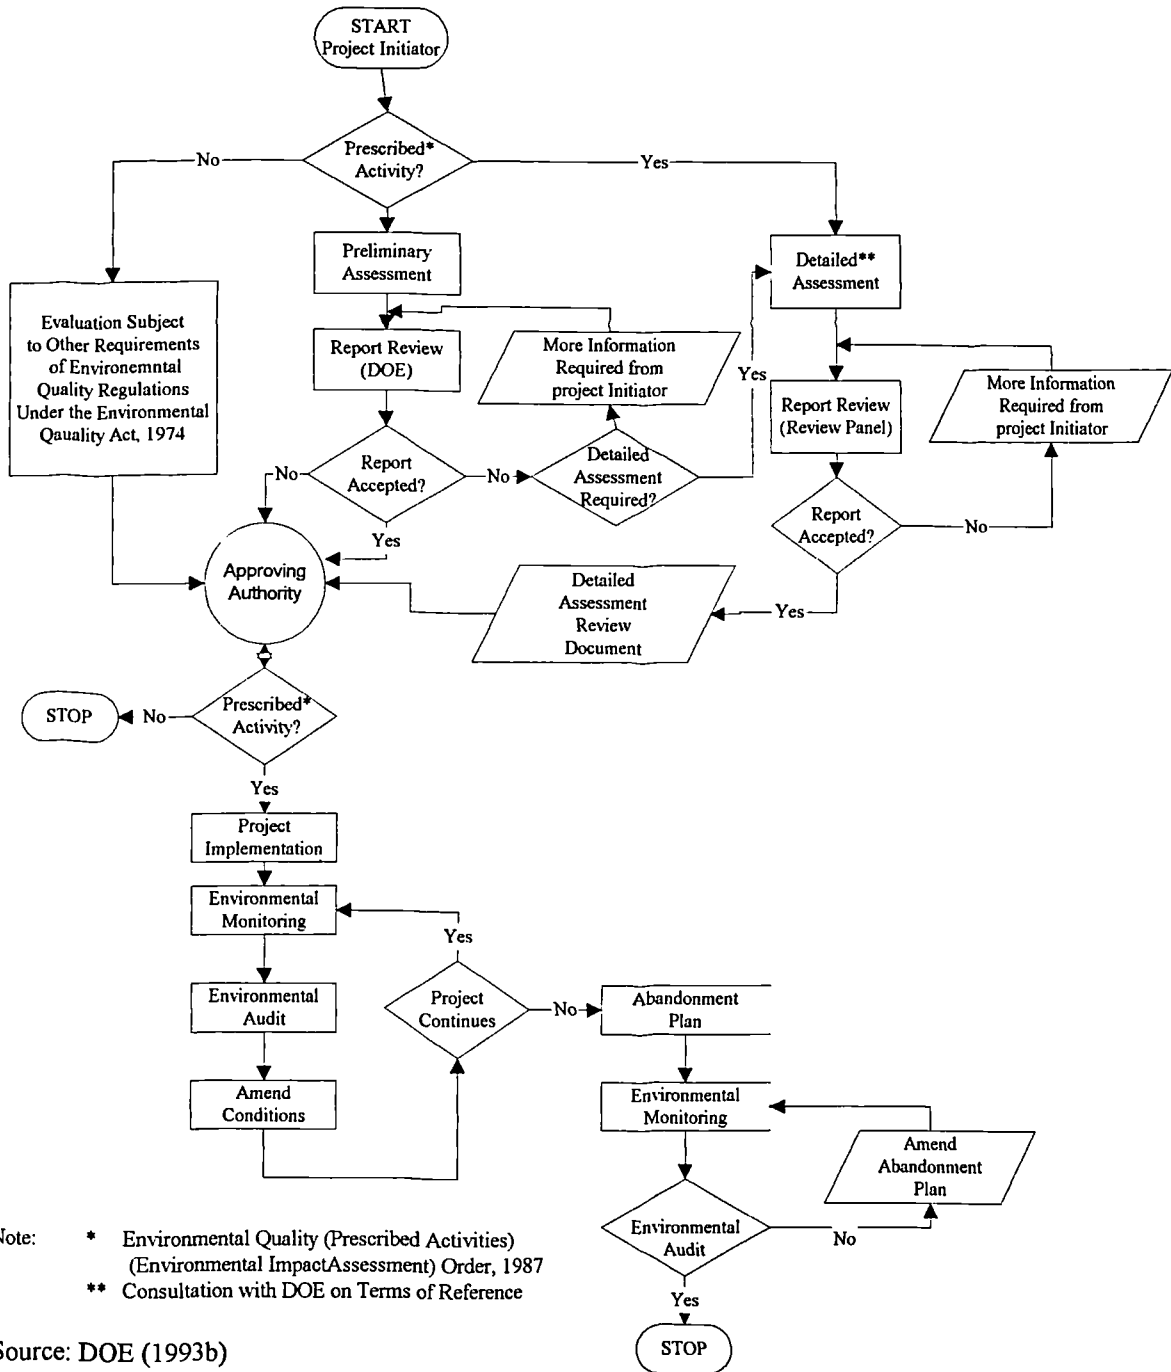 START
Project Initiator
Prescribed*
Activity?
No
Yes
Preliminary
Assessment
Detailed**
Assessment
Evaluation Subject
to Other Requirements
of Environemntal
Quality Regulations
Under the Environmental
Qauality Act, 1974
Report Review
(DOE)
More Information
Required from
project Initiator
Yes
Report Review
(Review Panel)
More Information
Required from
project Initiator
No
Report
Accepted?
No
Detailed
Assessment
Required?
Report
Accepted?
No
Yes
Approving
Authority
Detailed
Assessment
Review
Document
Yes
STOP
No
Prescribed*
Activity?
Yes
Project
Implementation
Environmental
Monitoring
Yes
Environmental
Audit
Project
Continues
No
Abandonment
Plan
Amend
Conditions
Environmental
Monitoring
Amend
Abandonment
Plan
Environmental
Audit
No
Yes
STOP
Note: * Environmental Quality (Prescribed Activities)
(Environmental ImpactAssessment) Order, 1987
** Consultation with DOE on Terms of Reference
Source: DOE (1993b)